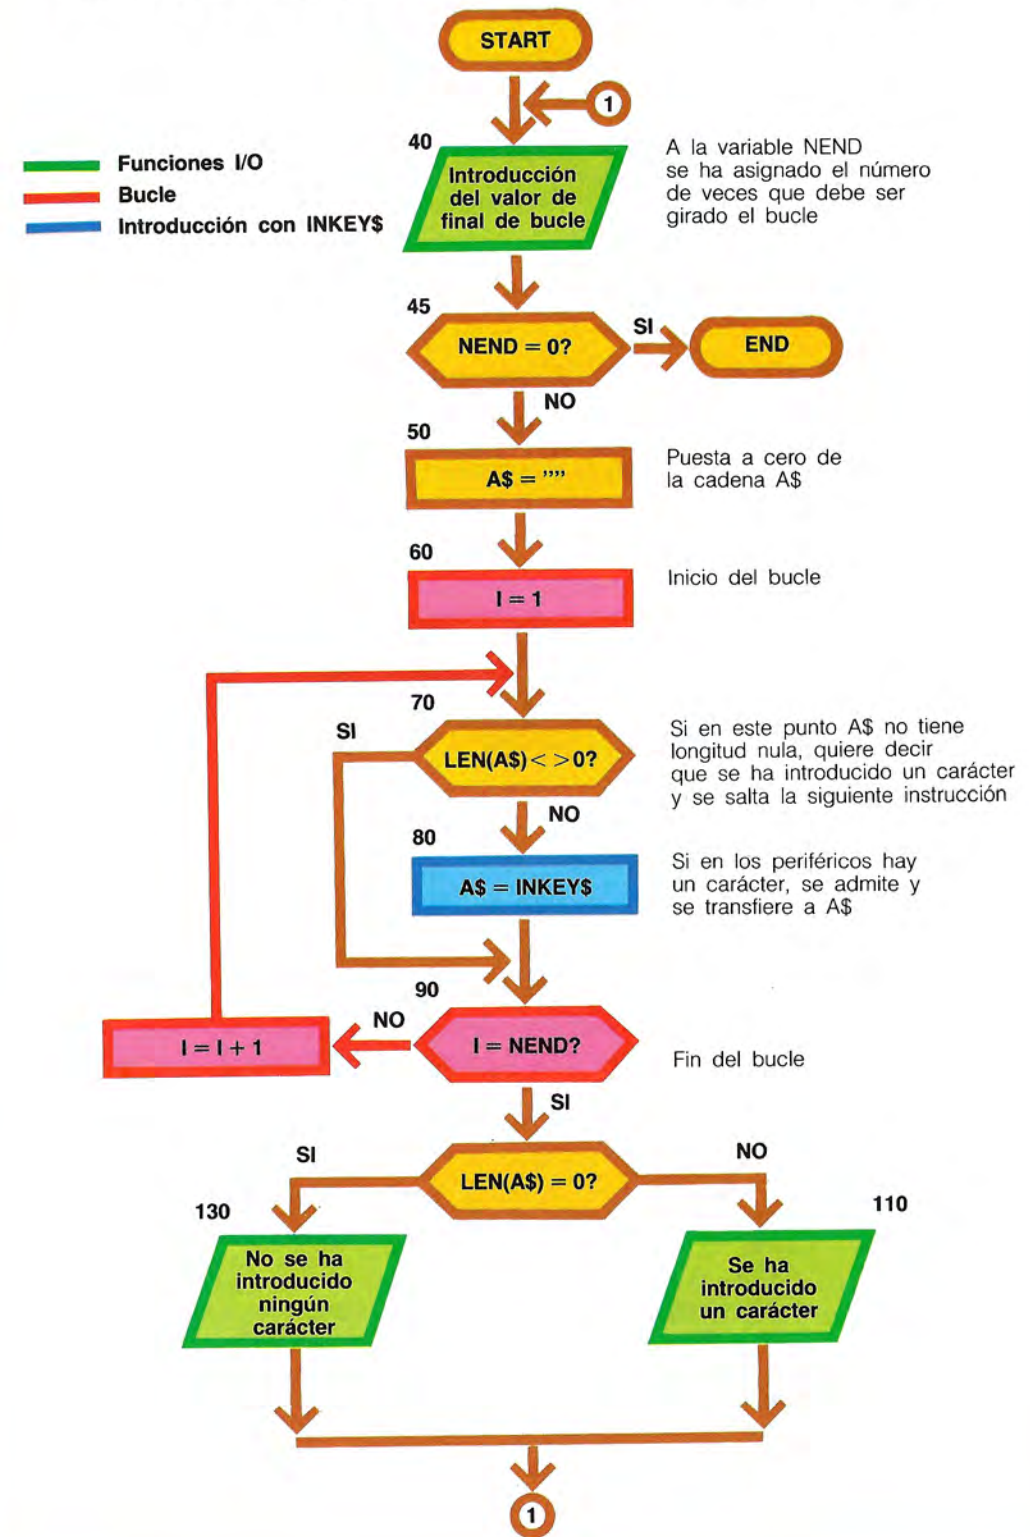 START
1
40
Introducción
del valor de
final de bucle
A la variable NEND
se ha asignado el número
de veces que debe ser
girado el bucle
Funciones I/O
Bucle
Introducción con INKEY$
45
NEND = 0?
SI
END
NO
50
A$ = ””
Puesta a cero de
la cadena A$
60
I = 1
Inicio del bucle
70
SI
LEN(A$)< >0?
Si en este punto A$ no tiene
longitud nula, quiere decir
que se ha introducido un carácter
y se salta la siguiente instrucción
NO
80
A$ = INKEY$
Si en los periféricos hay
un carácter, se admite y
se transfiere a A$
90
I = I + 1
NO
I = NEND?
Fin del bucle
SI
SI
LEN(A$) = 0?
NO
130
No se ha
introducido
ningún
carácter
110
Se ha
introducido
un carácter
1